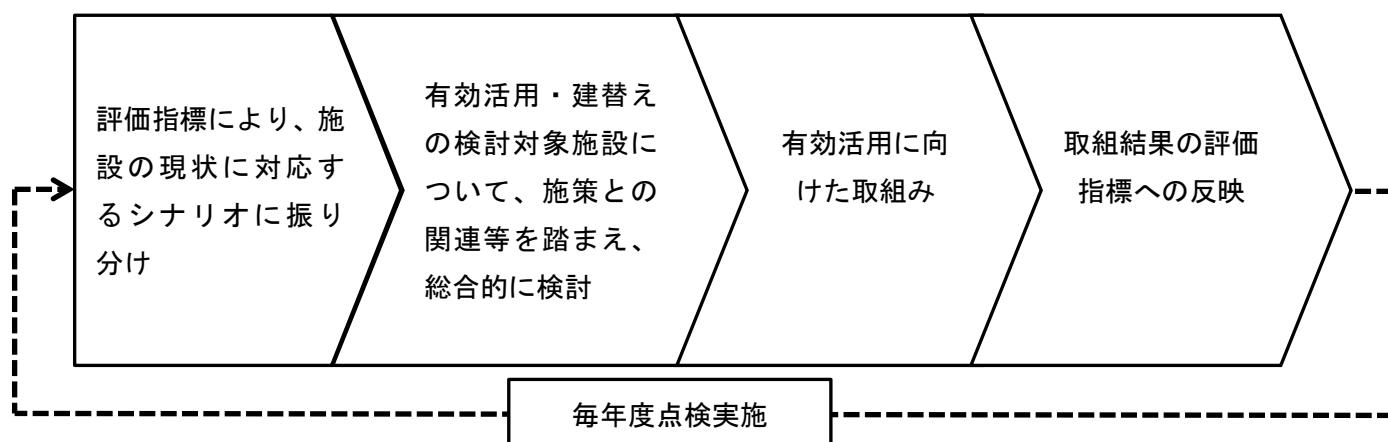 評価指標により、施
設の現状に対応す
るシナリオに振り
分け
有効活用・建替え
の検討対象施設に
ついて、施策との
関連等を踏まえ、
総合的に検討
有効活用に向
けた取組み
取組結果の評価
指標への反映
毎年度点検実施